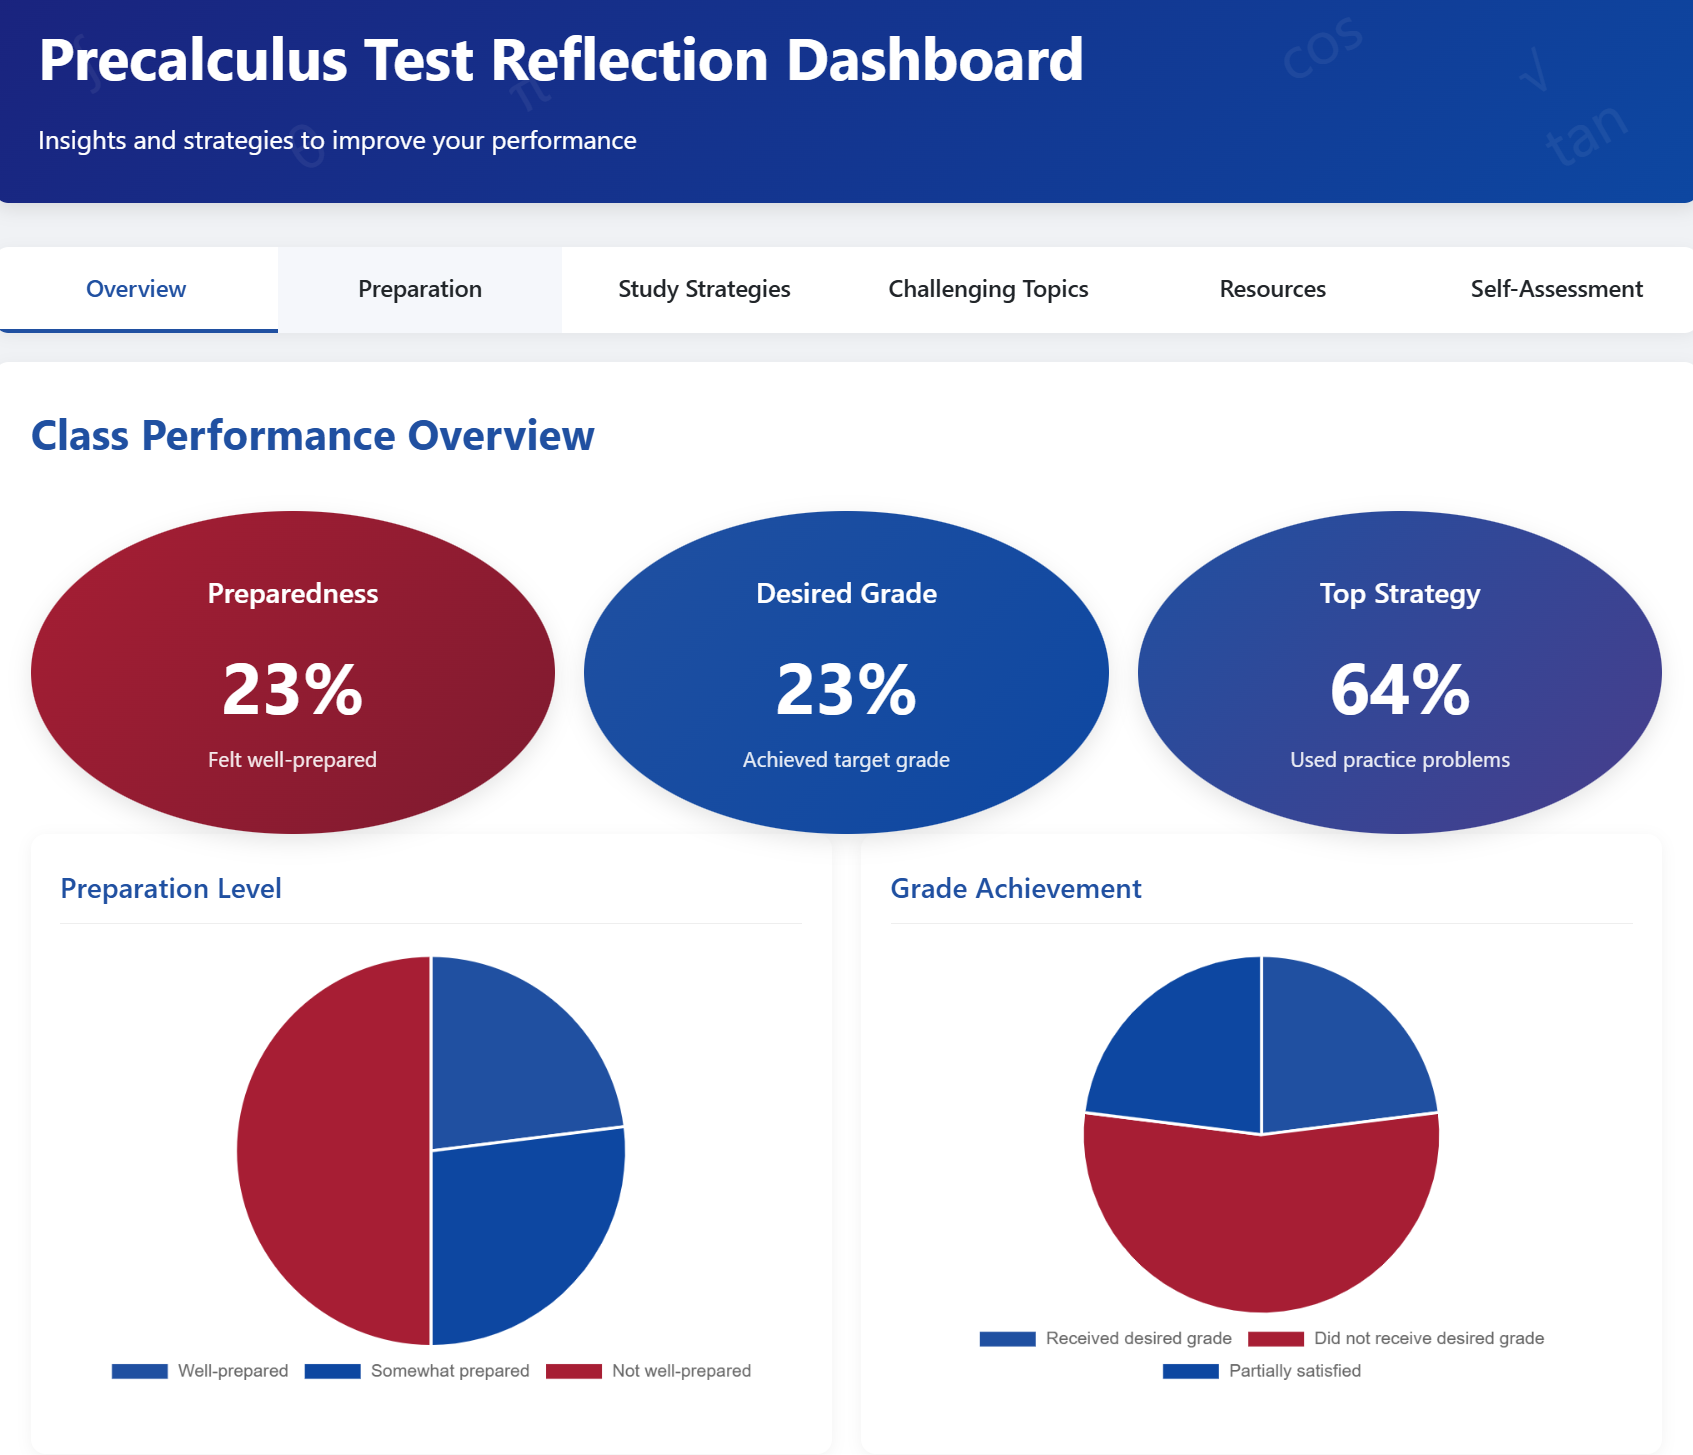 Precalculus Test Reflection Dashboard
Insights and strategies to improve your performance
∫
θ
π
cos
√
tan
Overview
Preparation
Study Strategies
Challenging Topics
Resources
Self-Assessment
Class Performance Overview
Preparedness
23%
Felt well-prepared
Desired Grade
23%
Achieved target grade
Top Strategy
64%
Used practice problems
Preparation Level
Well-prepared
Somewhat prepared
Not well-prepared
Grade Achievement
Received desired grade
Did not receive desired grade
Partially satisfied